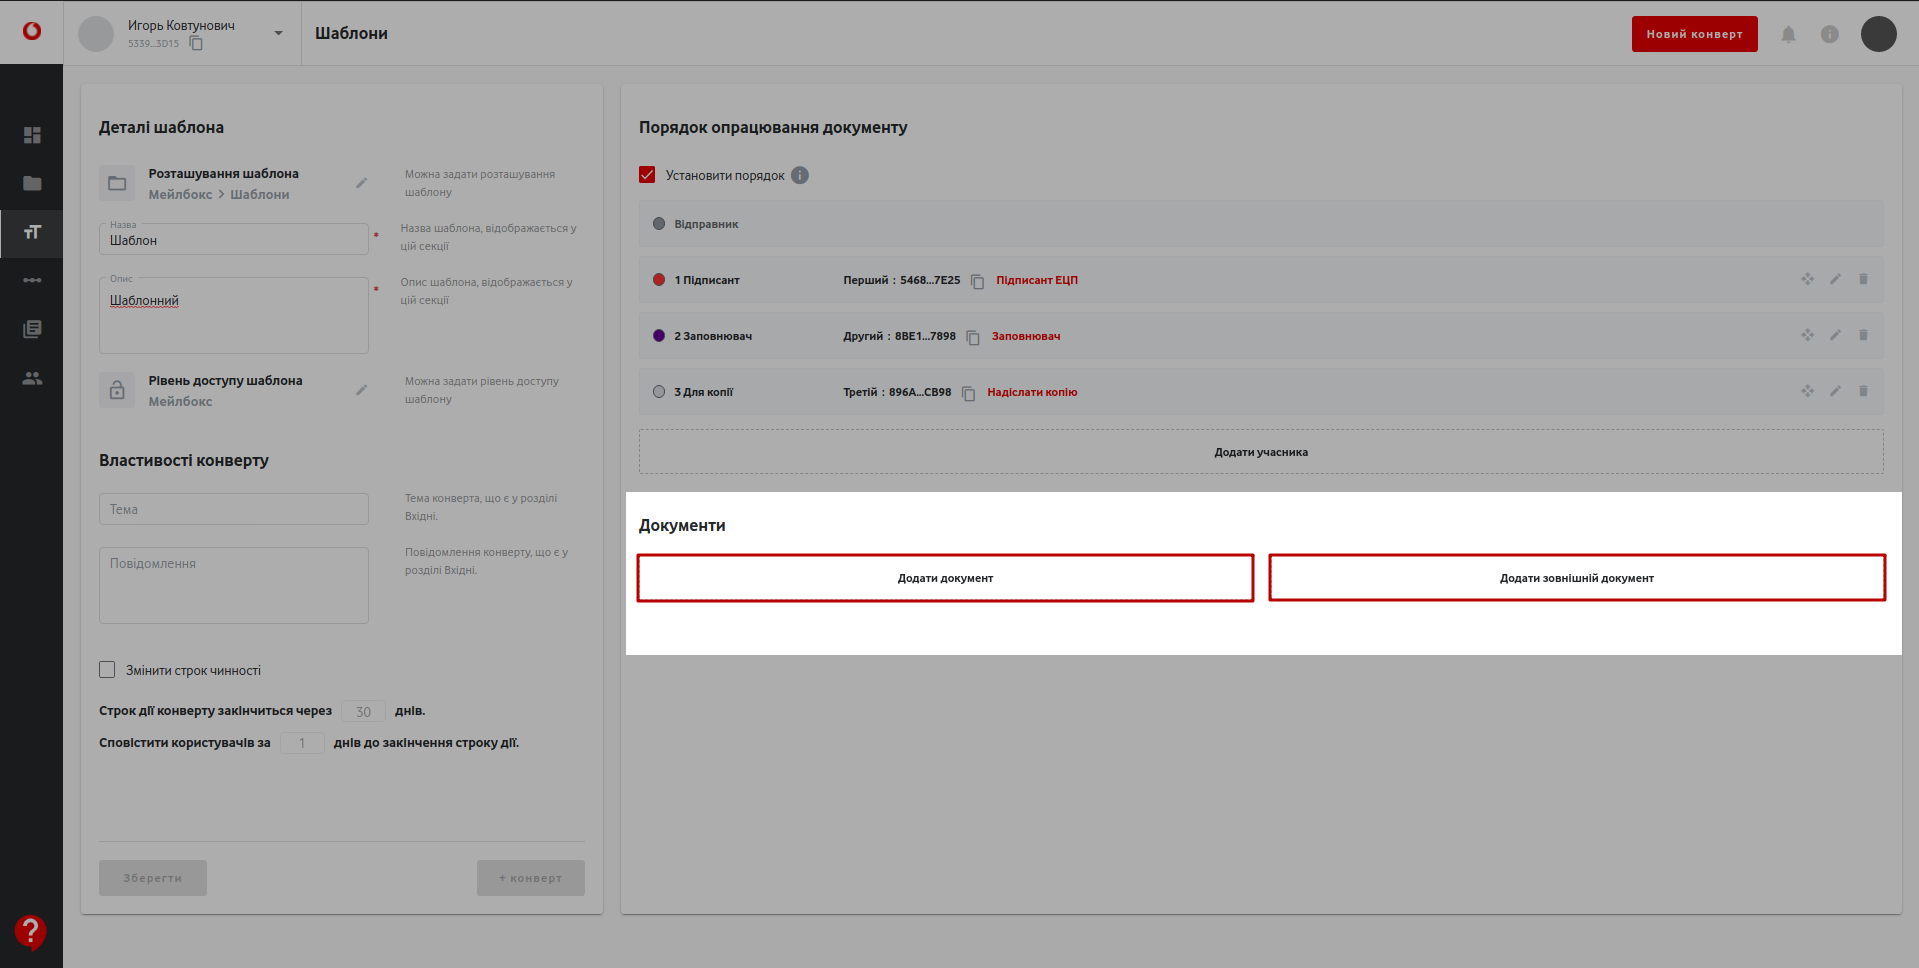 Игорь Ковтунович
5339...3D15
Шаблони
Новий конверт
Деталі шаблона
Розташування шаблона
Мейлбокс > Шаблони
Можна задати розташування
шаблону
Назва
Шаблон
*
Назва шаблона, відображається у
цій секції
Опис
Шаблонний
*
Опис шаблона, відображається у
цій секції
Рівень доступу шаблона
Мейлбокс
Можна задати рівень доступу
шаблону
Властивості конверту
Тема
Тема конверта, що є у розділі
Вхідні.
Повідомлення
Повідомлення конверту, що є у
розділі Вхідні.
Змінити строк чинності
Строк дії конверту закінчиться через 30 днів.
Сповістити користувачів за 1 днів до закінчення строку дії.
Зберегти
+ конверт
Порядок опрацювання документу
Установити порядок
Відправник
1 Підписант Перший : 5468...7E25 Підписант ЕЦП
2 Заповнювач Другий : 8BE1...7898 Заповнювач
3 Для копії Третій : 896A...CB98 Надіслати копію
Додати учасника
Документи
Додати документ
Додати зовнішній документ